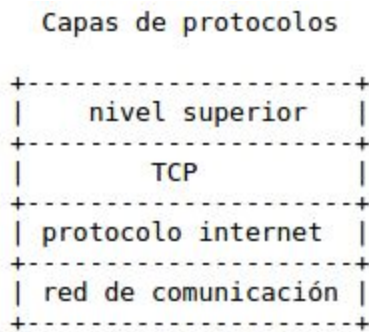 Capas de protocolos
+---------------------+
|    nivel superior   |
+---------------------+
|        TCP          |
+---------------------+
| protocolo internet  |
+---------------------+
| red de comunicación |
+---------------------+